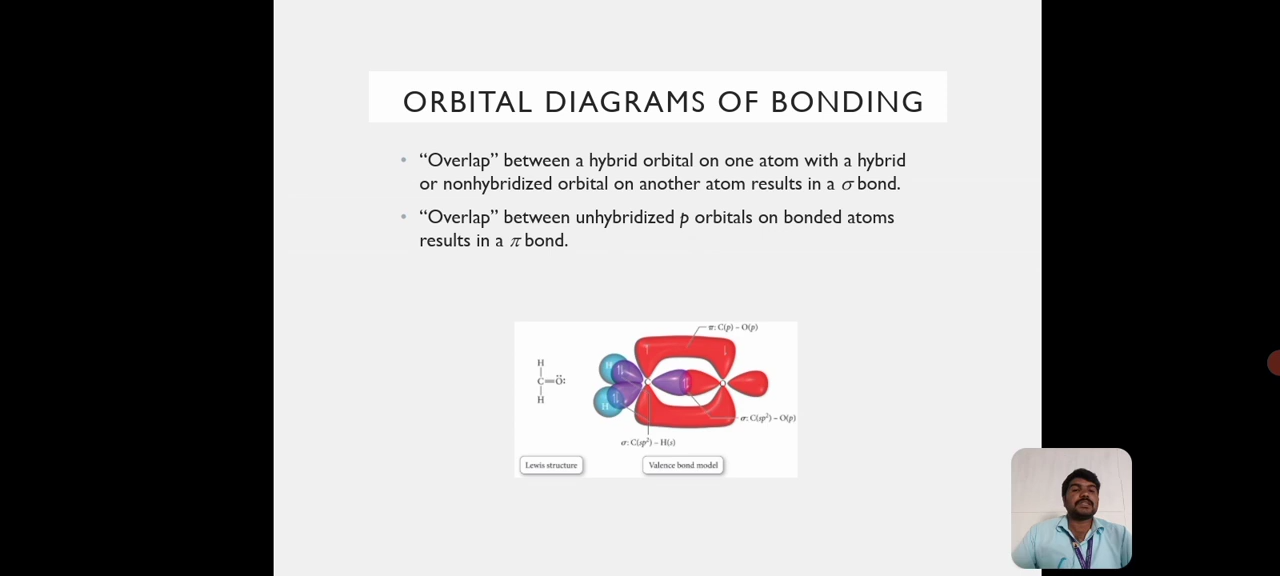 ORBITAL DIAGRAMS OF BONDING
• “Overlap” between a hybrid orbital on one atom with a hybrid
or nonhybridized orbital on another atom results in a σ bond.
• “Overlap” between unhybridized p orbitals on bonded atoms
results in a π bond.
π: C(p) – O(p)
H
C=Ö:
H
H
C
O
σ: C(sp²) – O(p)
σ: C(sp²) – H(s)
Lewis structure
Valence bond model